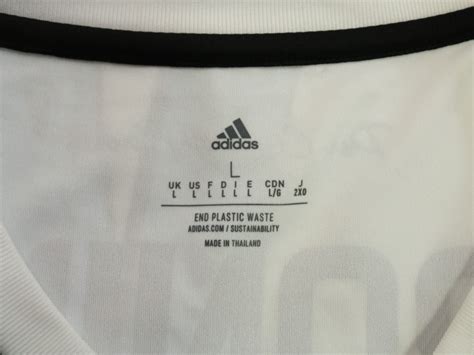 adidas
L
UK US F D I E CDN J
L L L L L L L/G 2XO
END PLASTIC WASTE
ADIDAS.COM / SUSTAINABILITY
MADE IN THAILAND